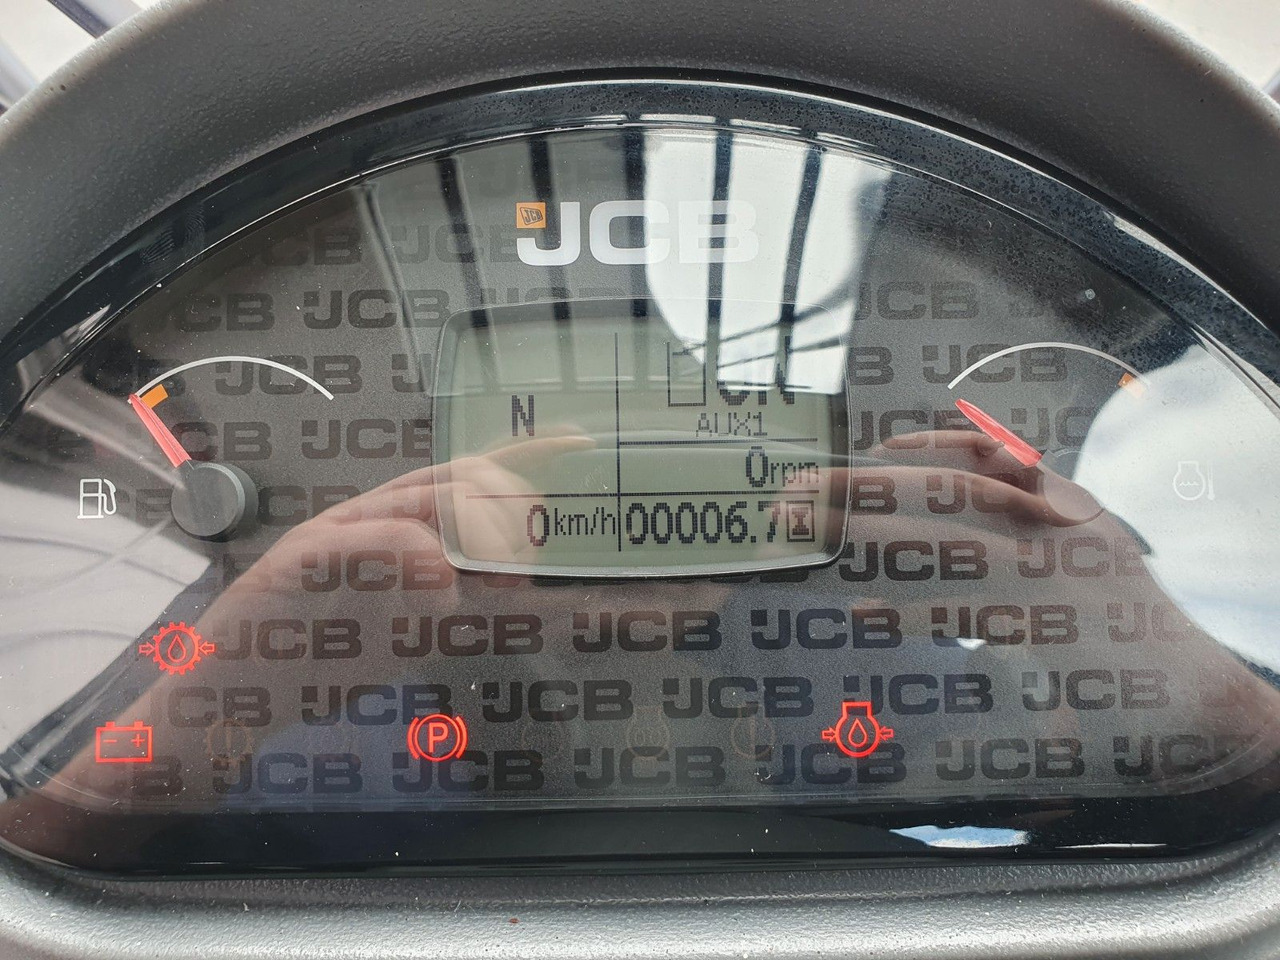 JCB
N
AUX1
0rpm
0km/h
00006.7
P